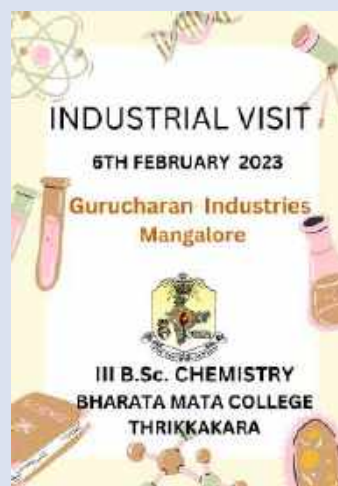 INDUSTRIAL VISIT
6TH FEBRUARY 2023
Gurucharan Industries
Mangalore
III B.Sc. CHEMISTRY
BHARATA MATA COLLEGE
THRIKKAKARA